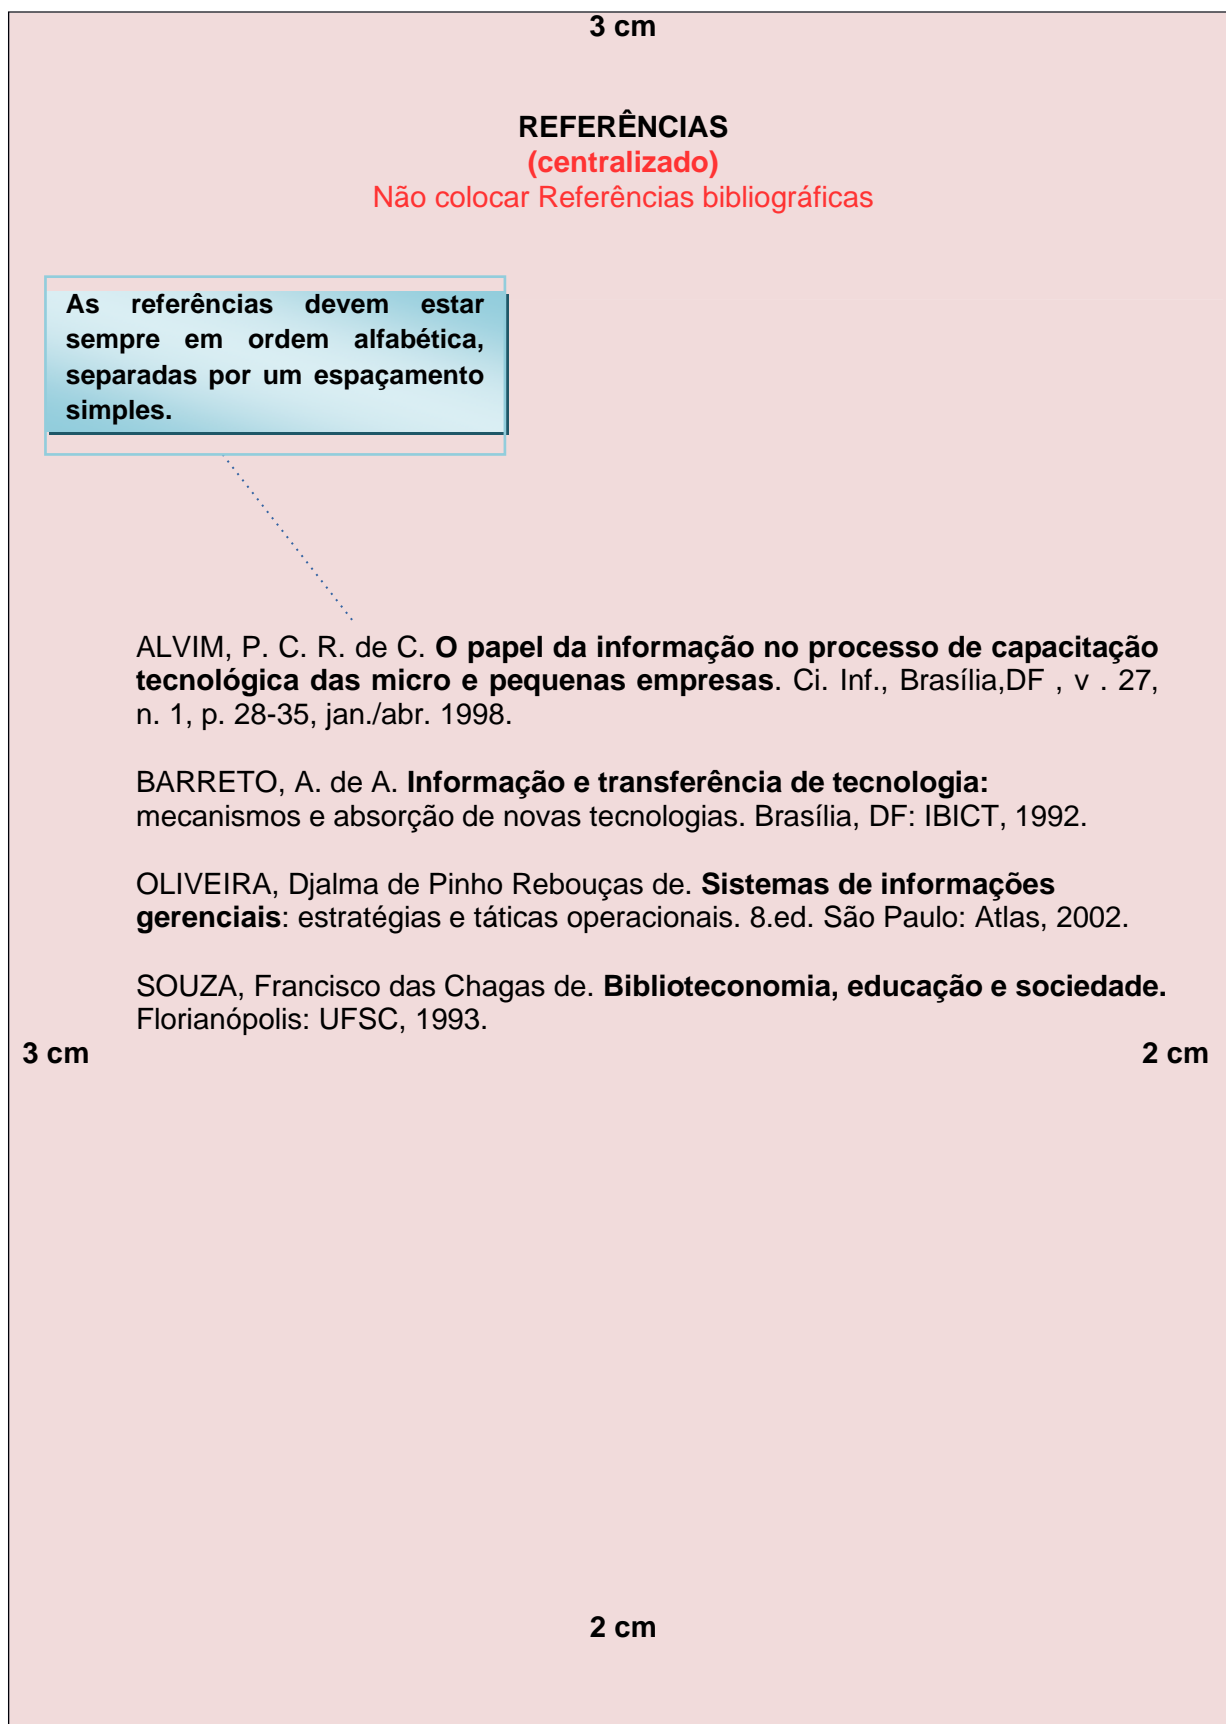 3 cm
REFERÊNCIAS
(centralizado)
Não colocar Referências bibliográficas
As referências devem estar
sempre em ordem alfabética,
separadas por um espaçamento
simples.
ALVIM, P. C. R. de C. O papel da informação no processo de capacitação
tecnológica das micro e pequenas empresas. Ci. Inf., Brasília,DF , v . 27,
n. 1, p. 28-35, jan./abr. 1998.
BARRETO, A. de A. Informação e transferência de tecnologia:
mecanismos e absorção de novas tecnologias. Brasília, DF: IBICT, 1992.
OLIVEIRA, Djalma de Pinho Rebouças de. Sistemas de informações
gerenciais: estratégias e táticas operacionais. 8.ed. São Paulo: Atlas, 2002.
SOUZA, Francisco das Chagas de. Biblioteconomia, educação e sociedade.
Florianópolis: UFSC, 1993.
3 cm
2 cm
2 cm